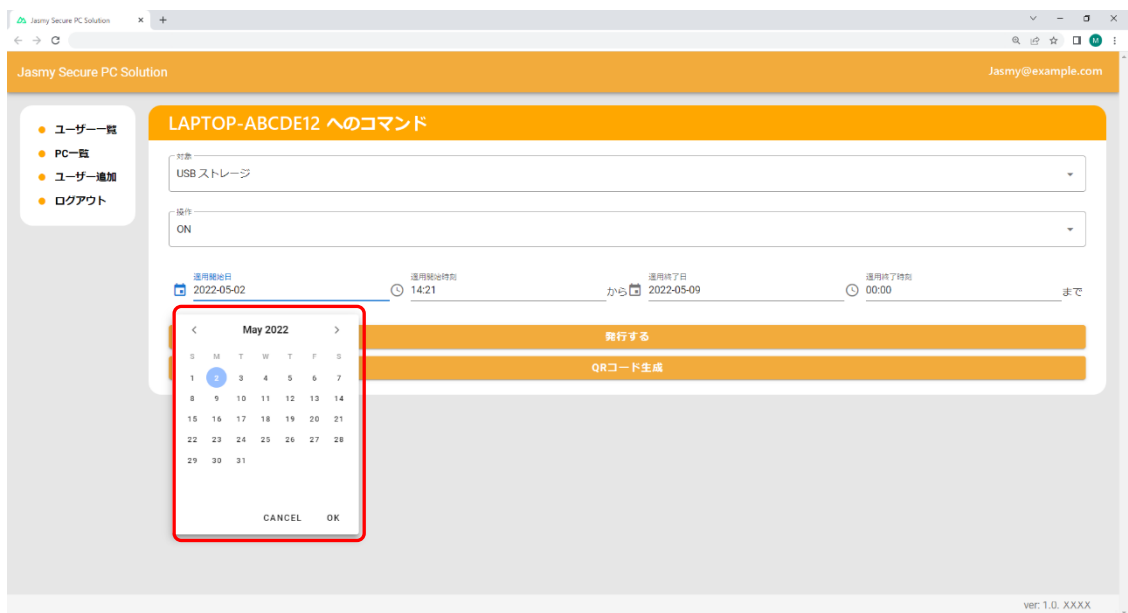 Jasmy Secure PC Solution
M
Jasmy Secure PC Solution
Jasmy@example.com
ユーザー一覧
PC一覧
ユーザー追加
ログアウト
LAPTOP-ABCDE12 へのコマンド
対象
USB ストレージ
操作
ON
適用開始日
2022-05-02
適用開始時刻
14:21
から
適用終了日
2022-05-09
適用終了時刻
00:00
まで
発行する
QRコード生成
May 2022
S M T W T F S
1 2 3 4 5 6 7
8 9 10 11 12 13 14
15 16 17 18 19 20 21
22 23 24 25 26 27 28
29 30 31
CANCEL OK
ver: 1.0. XXXX